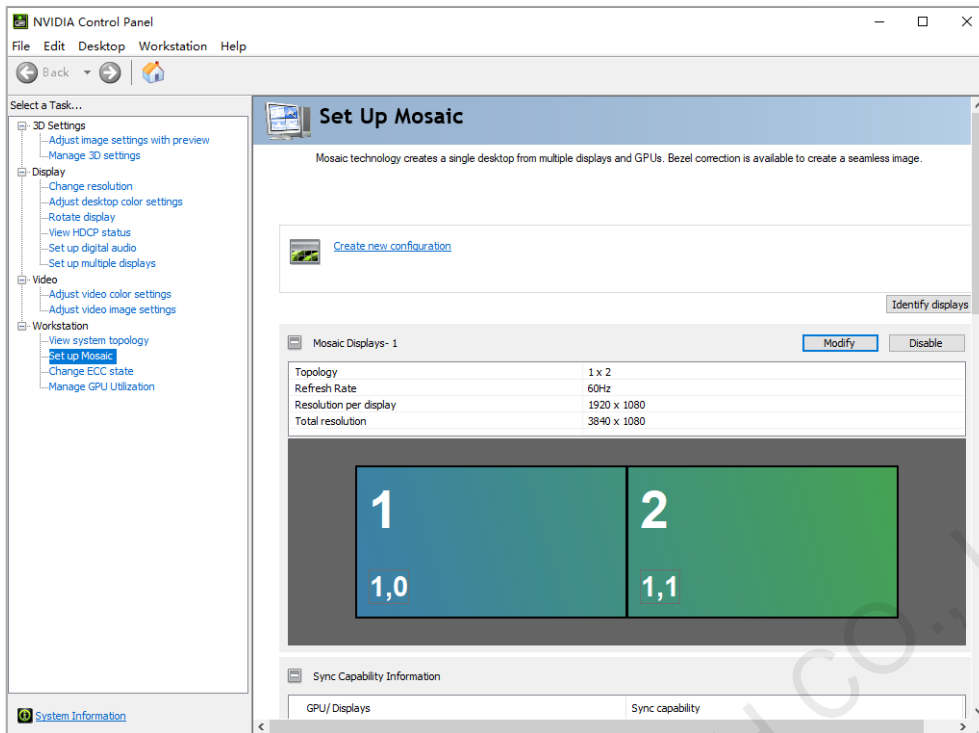 NVIDIA Control Panel
File Edit Desktop Workstation Help
Back
Select a Task...
3D Settings
Adjust image settings with preview
Manage 3D settings
Display
Change resolution
Adjust desktop color settings
Rotate display
View HDCP status
Set up digital audio
Set up multiple displays
Video
Adjust video color settings
Adjust video image settings
Workstation
View system topology
Set up Mosaic
Change ECC state
Manage GPU Utilization
System Information
Set Up Mosaic
Mosaic technology creates a single desktop from multiple displays and GPUs. Bezel correction is available to create a seamless image.
Create new configuration
Identify displays
Mosaic Displays- 1 Modify Disable
Topology 1 x 2
Refresh Rate 60Hz
Resolution per display 1920 x 1080
Total resolution 3840 x 1080
1 2
1,0 1,1
Sync Capability Information
GPU/ Displays Sync capability
CO.,